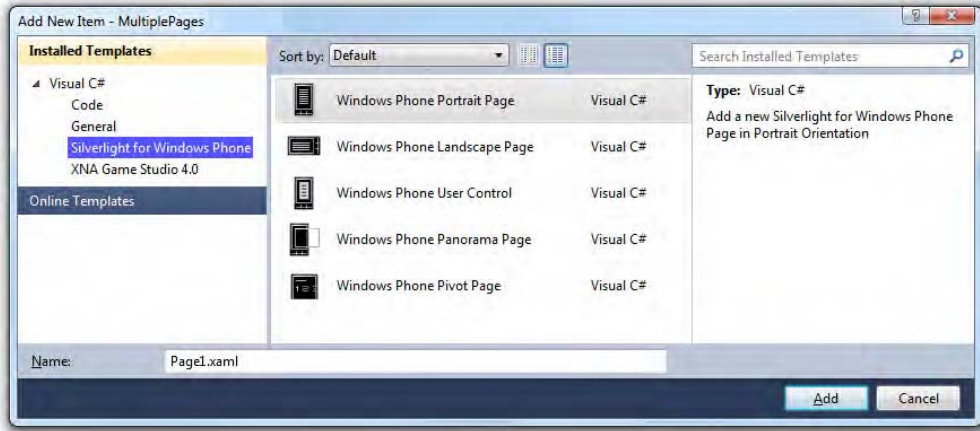 Add New Item - MultiplePages
Installed Templates
Visual C#
Code
General
Silverlight for Windows Phone
XNA Game Studio 4.0
Online Templates
Sort by: Default
Windows Phone Portrait Page Visual C#
Windows Phone Landscape Page Visual C#
Windows Phone User Control Visual C#
Windows Phone Panorama Page Visual C#
Windows Phone Pivot Page Visual C#
Search Installed Templates
Type: Visual C#
Add a new Silverlight for Windows Phone
Page in Portrait Orientation
Name: Page1.xaml
Add Cancel